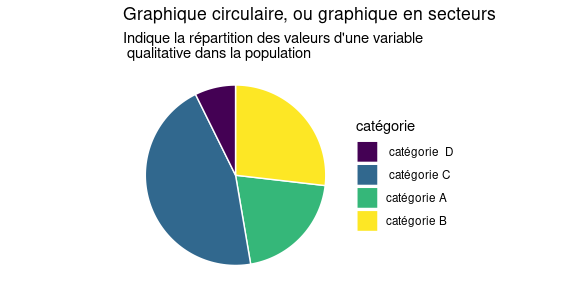 Graphique circulaire, ou graphique en secteurs
Indique la répartition des valeurs d'une variable
qualitative dans la population
catégorie
catégorie D
catégorie C
catégorie A
catégorie B